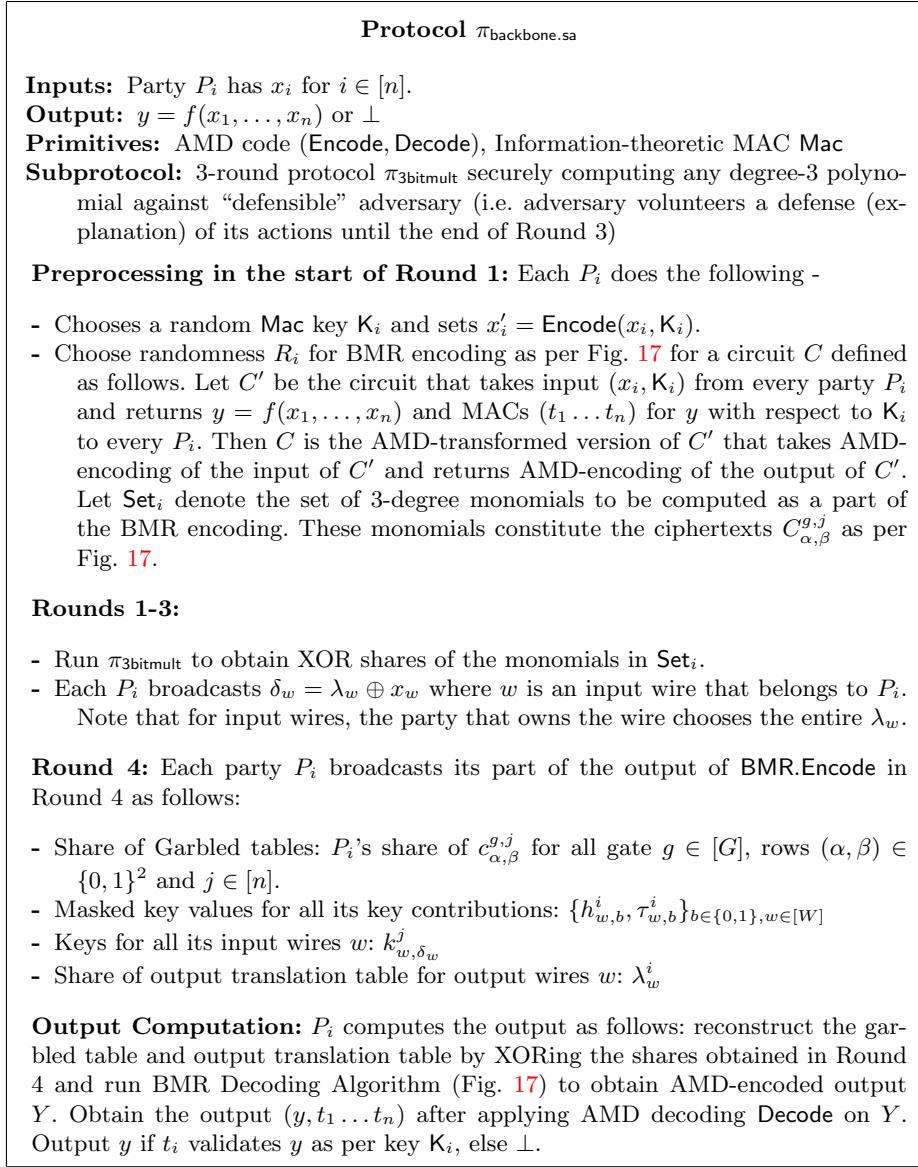 Protocol π_backbone.sa
Inputs: Party P_i has x_i for i ∈ [n].
Output: y = f(x_1, . . . , x_n) or ⊥
Primitives: AMD code (Encode, Decode), Information-theoretic MAC Mac
Subprotocol: 3-round protocol π_3bitmult securely computing any degree-3 polyno-
mial against “defensible” adversary (i.e. adversary volunteers a defense (ex-
planation) of its actions until the end of Round 3)
Preprocessing in the start of Round 1: Each P_i does the following -
- Chooses a random Mac key K_i and sets x'_i = Encode(x_i, K_i).
- Choose randomness R_i for BMR encoding as per Fig. 17 for a circuit C defined
as follows. Let C' be the circuit that takes input (x_i, K_i) from every party P_i
and returns y = f(x_1, . . . , x_n) and MACs (t_1 . . . t_n) for y with respect to K_i
to every P_i. Then C is the AMD-transformed version of C' that takes AMD-
encoding of the input of C' and returns AMD-encoding of the output of C'.
Let Set_i denote the set of 3-degree monomials to be computed as a part of
the BMR encoding. These monomials constitute the ciphertexts C^{g,j}_{α,β} as per
Fig. 17.
Rounds 1-3:
- Run π_3bitmult to obtain XOR shares of the monomials in Set_i.
- Each P_i broadcasts δ_w = λ_w ⊕ x_w where w is an input wire that belongs to P_i.
Note that for input wires, the party that owns the wire chooses the entire λ_w.
Round 4: Each party P_i broadcasts its part of the output of BMR.Encode in
Round 4 as follows:
- Share of Garbled tables: P_i's share of c^{g,j}_{α,β} for all gate g ∈ [G], rows (α, β) ∈
{0, 1}^2 and j ∈ [n].
- Masked key values for all its key contributions: {h^i_{w,b}, τ^i_{w,b}}_{b∈{0,1},w∈[W]}
- Keys for all its input wires w: k^j_{w,δ_w}
- Share of output translation table for output wires w: λ^i_w
Output Computation: P_i computes the output as follows: reconstruct the gar-
bled table and output translation table by XORing the shares obtained in Round
4 and run BMR Decoding Algorithm (Fig. 17) to obtain AMD-encoded output
Y. Obtain the output (y, t_1 . . . t_n) after applying AMD decoding Decode on Y.
Output y if t_i validates y as per key K_i, else ⊥.